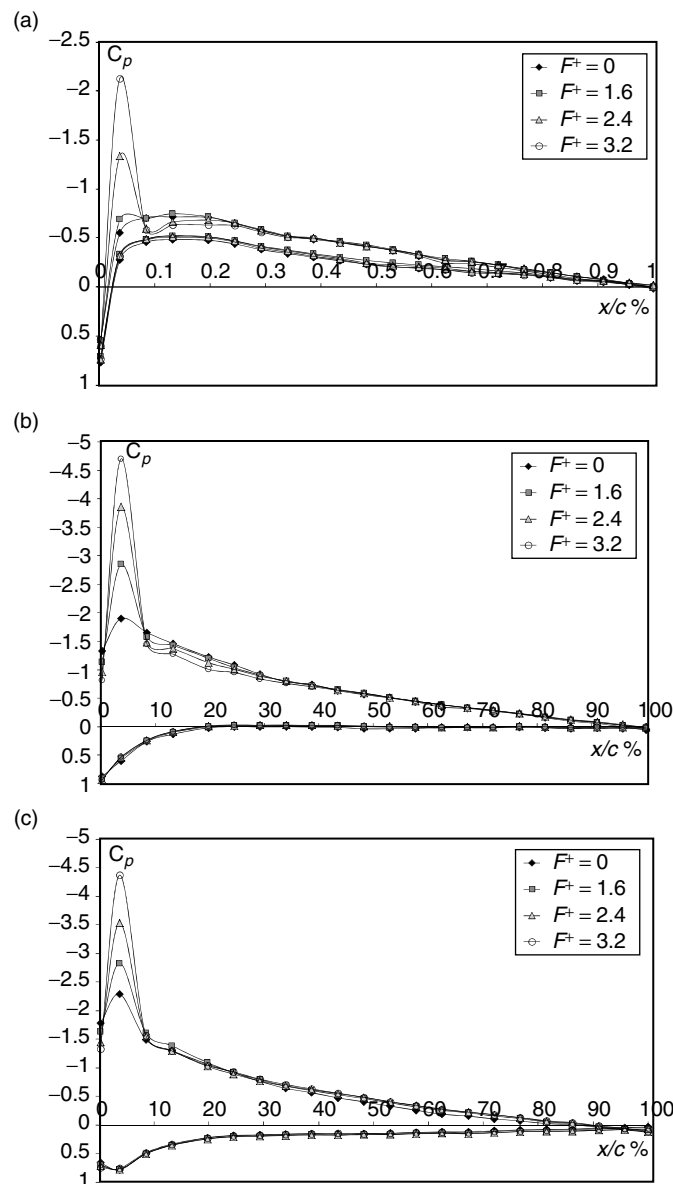 (a)
−2.5
C_p
−2
−1.5
−1
−0.5
0
0.5
1
0 0.1 0.2 0.3 0.4 0.5 0.6 0.7 0.8 0.9 1
x/c %
F⁺ = 0
F⁺ = 1.6
F⁺ = 2.4
F⁺ = 3.2
(b)
−5
C_p
−4.5
−4
−3.5
−3
−2.5
−2
−1.5
−1
−0.5
0
0.5
1
0 10 20 30 40 50 60 70 80 90 100
x/c %
F⁺ = 0
F⁺ = 1.6
F⁺ = 2.4
F⁺ = 3.2
(c)
−5
C_p
−4.5
−4
−3.5
−3
−2.5
−2
−1.5
−1
−0.5
0
0.5
1
0 10 20 30 40 50 60 70 80 90 100
x/c %
F⁺ = 0
F⁺ = 1.6
F⁺ = 2.4
F⁺ = 3.2